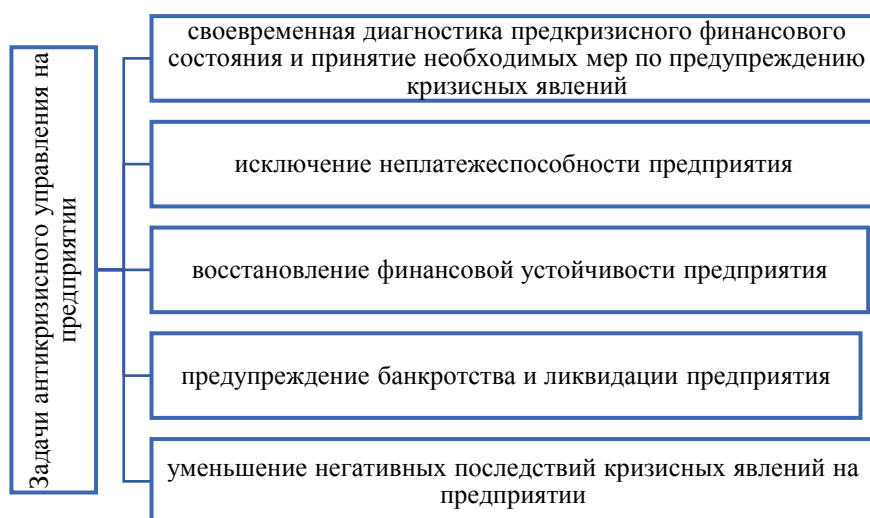 Задачи антикризисного управления на
предприятии
своевременная диагностика предкризисного финансового
состояния и принятие необходимых мер по предупреждению
кризисных явлений
исключение неплатежеспособности предприятия
восстановление финансовой устойчивости предприятия
предупреждение банкротства и ликвидации предприятия
уменьшение негативных последствий кризисных явлений на
предприятии